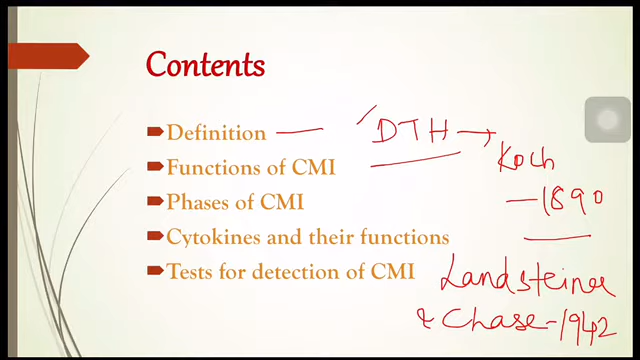 Contents
Definition
DTH →
Functions of CMI
Koch
Phases of CMI
– 1890
Cytokines and their functions
Tests for detection of CMI
Landsteiner
& Chase - 1942